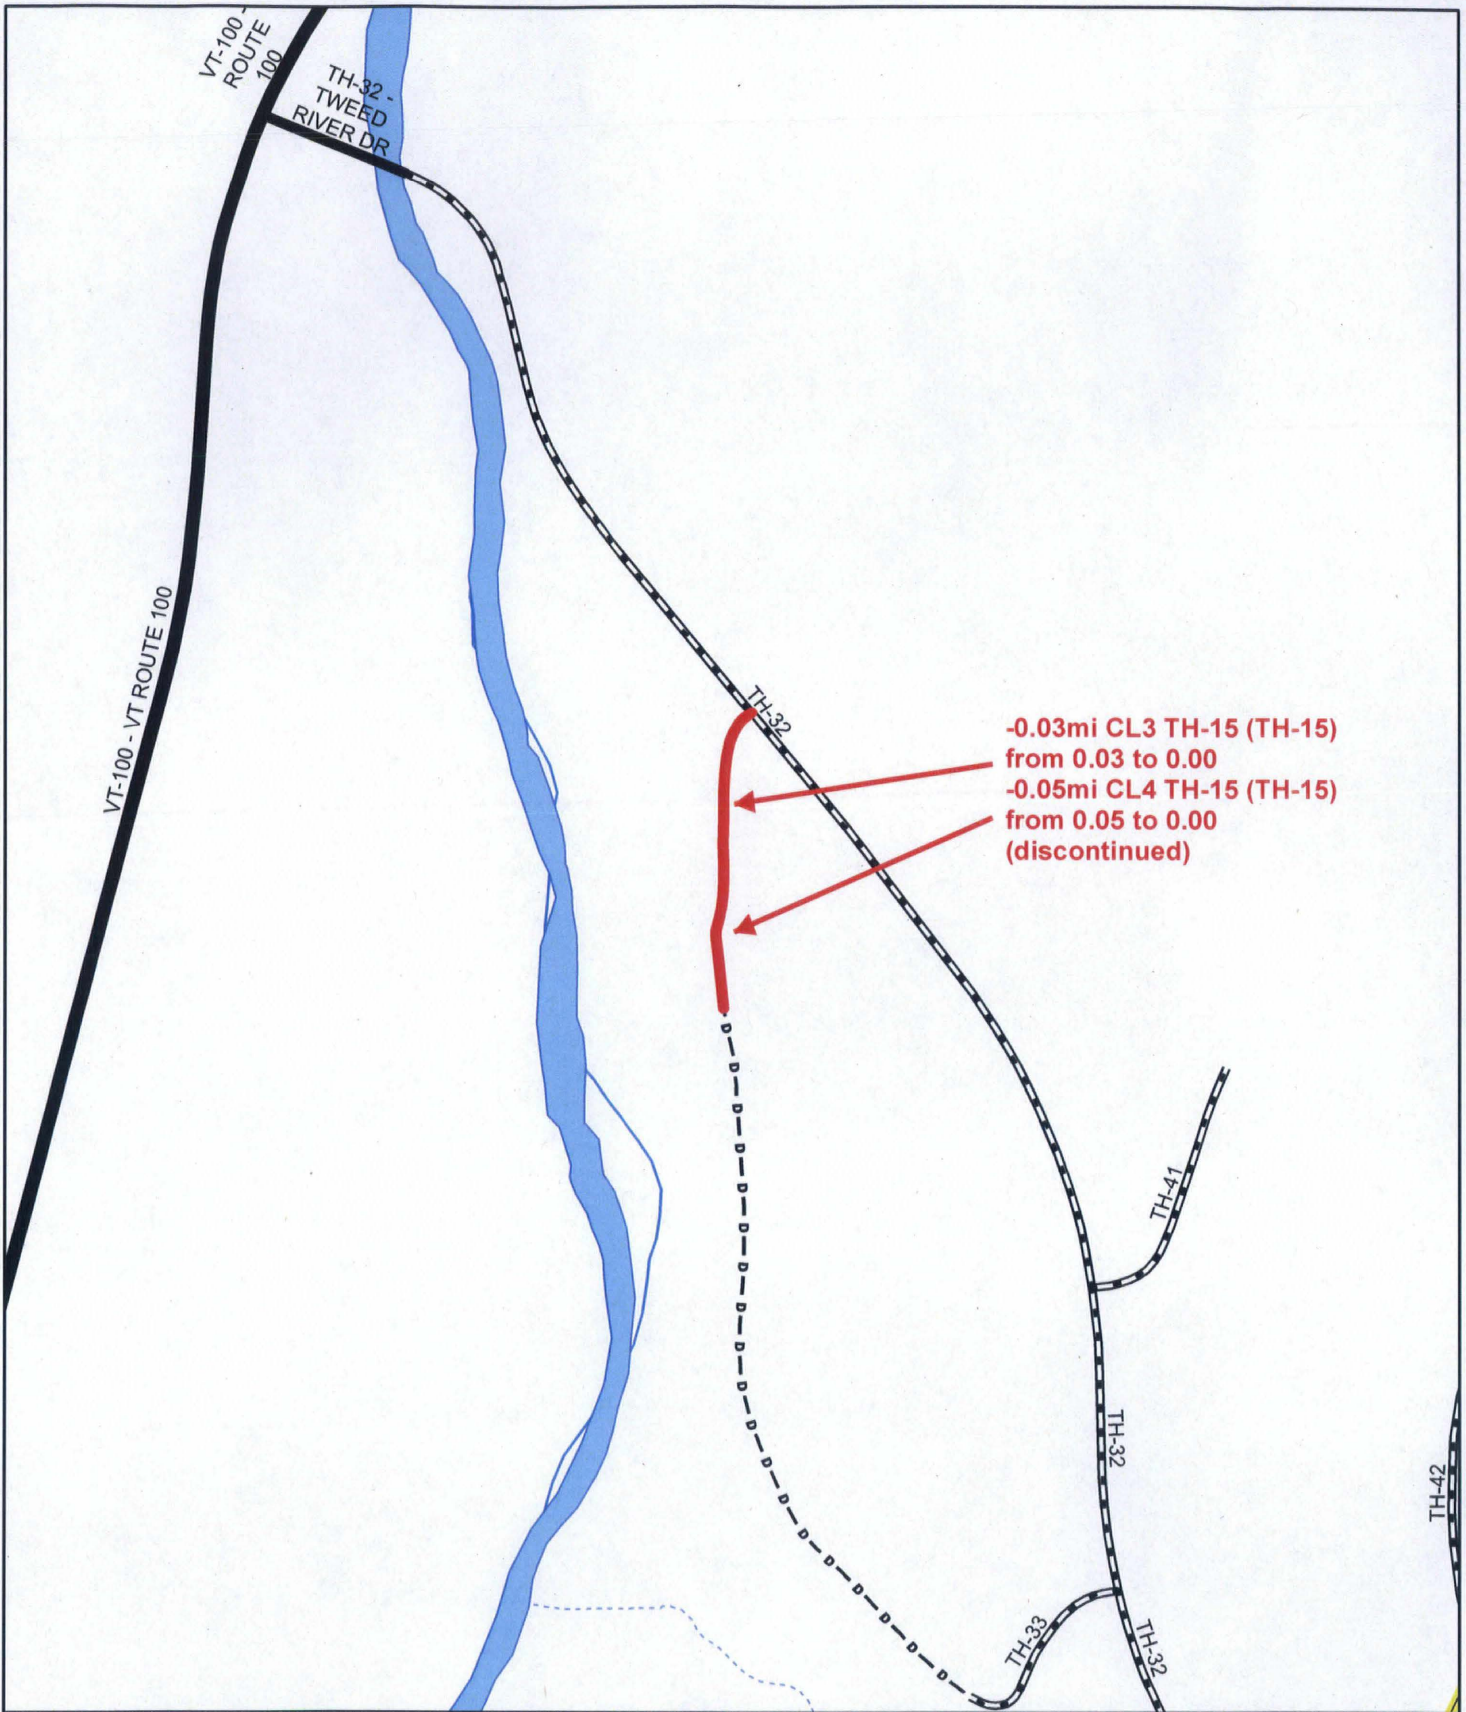 VT-100 -
ROUTE
100
TH-32 -
TWEED
RIVER DR
VT-100 - VT ROUTE 100
TH-32
-0.03mi CL3 TH-15 (TH-15)
from 0.03 to 0.00
-0.05mi CL4 TH-15 (TH-15)
from 0.05 to 0.00
(discontinued)
D D D D D D D D D D D D D D D D D D
TH-41
TH-32
TH-42
TH-33
TH-32